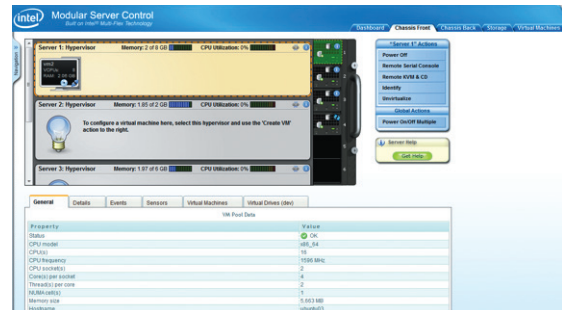 intel
Modular Server Control
Built on Intel® Multi-Flex Technology
Dashboard Chassis Front Chassis Back Storage Virtual Machines
Navigation
Server 1: Hypervisor Memory: 2 of 8 GB CPU Utilization: 0%
vm2
VCPUs
RAM 2.00 GB
Server 2: Hypervisor Memory: 1.85 of 2 GB CPU Utilization: 0%
To configure a virtual machine here, select this hypervisor and use the 'Create VM'
action to the right.
Server 3: Hypervisor Memory: 1.87 of 6 GB CPU Utilization: 0%
"Server 1" Actions
Power Off
Remote Serial Console
Remote KVM & CD
Identify
Unvirtualize
Global Actions
Power On/Off Multiple
Server Help
Get Help
General Details Events Sensors Virtual Machines Virtual Drives (dev)
VM Pool Data
Property Value
Status OK
CPU model x86_64
CPU(s) 16
CPU frequency 1596 MHz
CPU socket(s) 2
Core(s) per socket 4
Thread(s) per core 2
NUMA cell(s) 1
Memory size 5,663 MB
Hostname ubuntu03